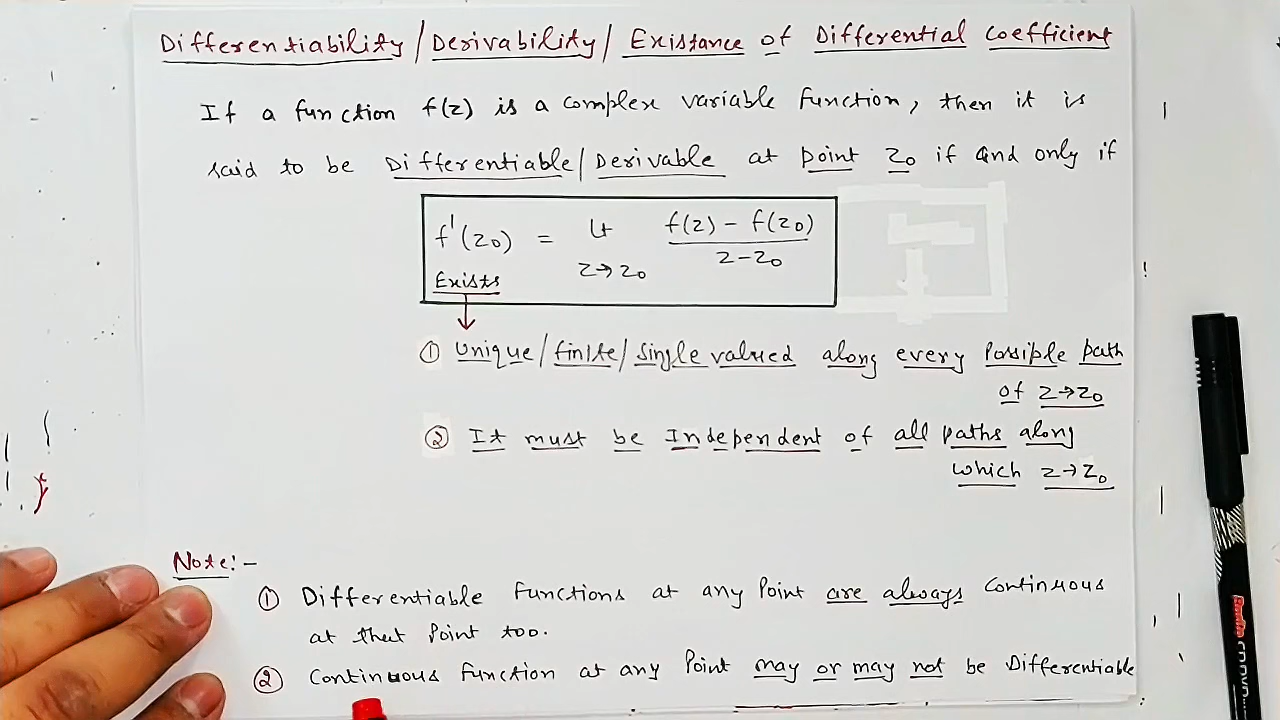 Differentiability / Derivability / Existance of Differential Coefficient
If a function f(z) is a complex variable function, then it is
said to be Differentiable / Derivable at point z₀ if and only if
f'(z₀) = Lt f(z) - f(z₀)
z→z₀ z-z₀
Exists
① Unique / finite / single valued along every possible path
of z→z₀
② It must be Independent of all paths along
which z→z₀
Note:-
① Differentiable functions at any point are always continuous
at that point too.
② Continuous function at any point may or may not be Differentiable